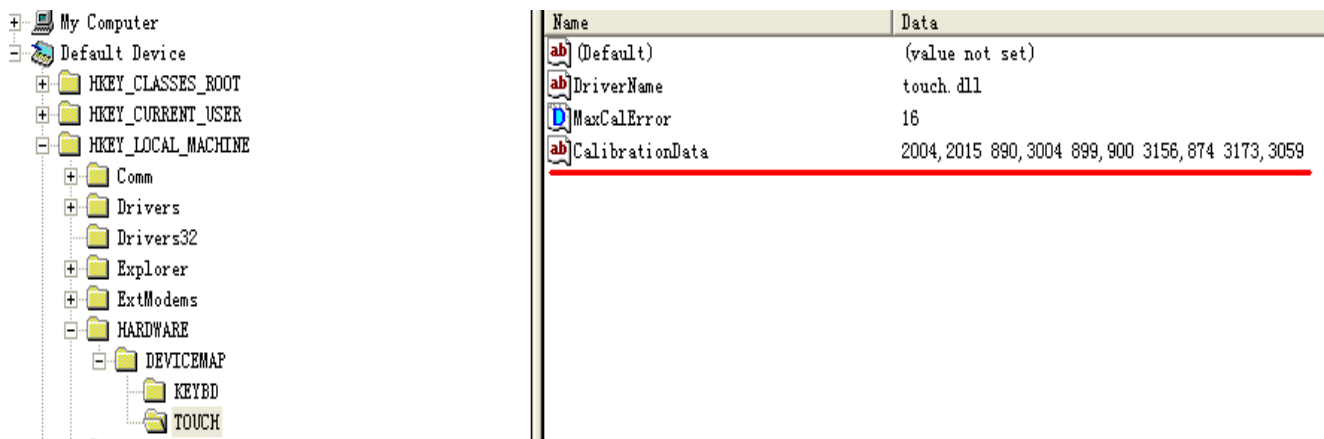 My Computer
Default Device
HKEY_CLASSES_ROOT
HKEY_CURRENT_USER
HKEY_LOCAL_MACHINE
Comm
Drivers
Drivers32
Explorer
ExtModems
HARDWARE
DEVICEMAP
KEYBD
TOUCH
Name Data
(Default) (value not set)
DriverName touch.dll
MaxCalError 16
CalibrationData 2004,2015 890,3004 899,900 3156,874 3173,3059